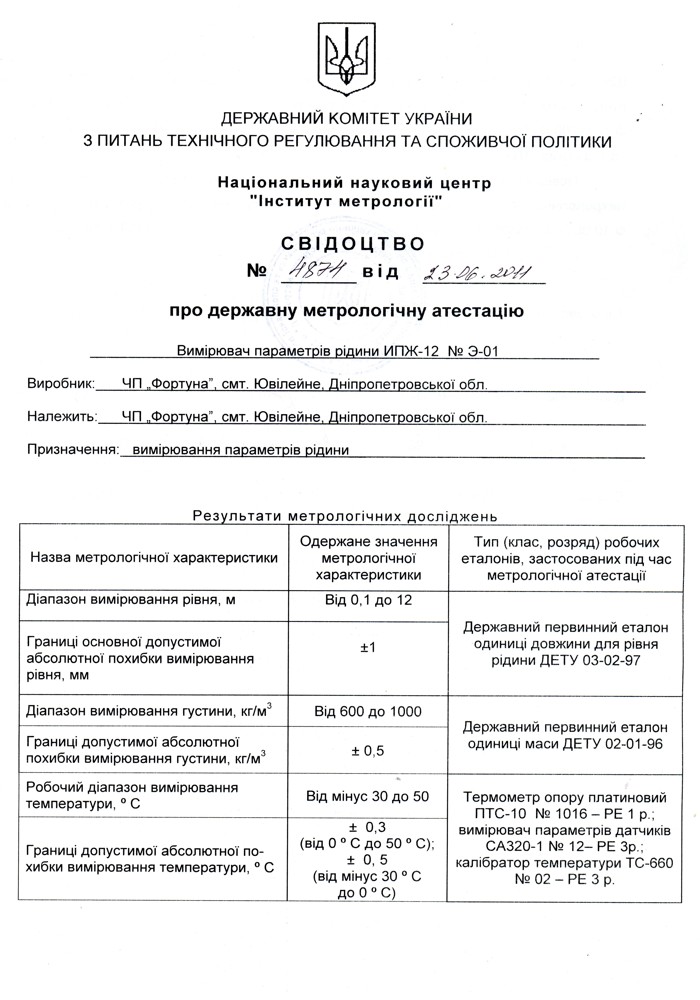 ДЕРЖАВНИЙ КОМІТЕТ УКРАЇНИ
З ПИТАНЬ ТЕХНІЧНОГО РЕГУЛЮВАННЯ ТА СПОЖИВЧОЇ ПОЛІТИКИ
Національний науковий центр
"Інститут метрології"
СВІДОЦТВО
№ 4874 від 23.06.2011
про державну метрологічну атестацію
Вимірювач параметрів рідини ИПЖ-12 № Э-01
Виробник: ЧП „Фортуна”, смт. Ювілейне, Дніпропетровської обл.
Належить: ЧП „Фортуна”, смт. Ювілейне, Дніпропетровської обл.
Призначення: вимірювання параметрів рідини
Результати метрологічних досліджень
Назва метрологічної характеристики
Одержане значення
метрологічної
характеристики
Тип (клас, розряд) робочих
еталонів, застосованих під час
метрологічної атестації
Діапазон вимірювання рівня, м
Від 0,1 до 12
Державний первинний еталон
одиниці довжини для рівня
рідини ДЕТУ 03-02-97
Границі основної допустимої
абсолютної похибки вимірювання
рівня, мм
±1
Діапазон вимірювання густини, кг/м³
Від 600 до 1000
Державний первинний еталон
одиниці маси ДЕТУ 02-01-96
Границі допустимої абсолютної
похибки вимірювання густини, кг/м³
± 0,5
Робочий діапазон вимірювання
температури, º С
Від мінус 30 до 50
Термометр опору платиновий
ПТС-10 № 1016 – РЕ 1 р.;
вимірювач параметрів датчиків
СА320-1 № 12– РЕ 3р.;
калібратор температури ТС-660
№ 02 – РЕ 3 р.
Границі допустимої абсолютної по-
хибки вимірювання температури, º С
± 0,3
(від 0 º С до 50 º С);
± 0, 5
(від мінус 30 º С
до 0 º С)